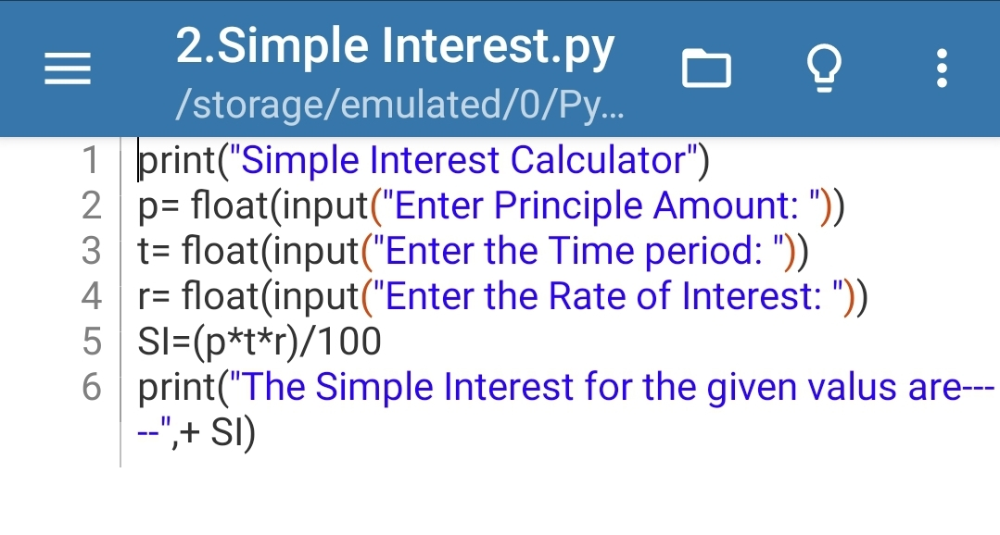 2.Simple Interest.py
/storage/emulated/0/Py...
1 print("Simple Interest Calculator")
2 p= float(input("Enter Principle Amount: "))
3 t= float(input("Enter the Time period: "))
4 r= float(input("Enter the Rate of Interest: "))
5 SI=(p*t*r)/100
6 print("The Simple Interest for the given valus are---
--",+ SI)